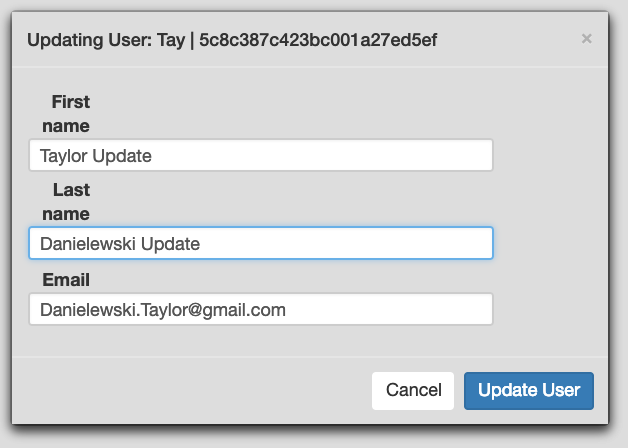 Updating User: Tay | 5c8c387c423bc001a27ed5ef ×
First
name
Taylor Update
Last
name
Danielewski Update
Email
Danielewski.Taylor@gmail.com
Cancel Update User